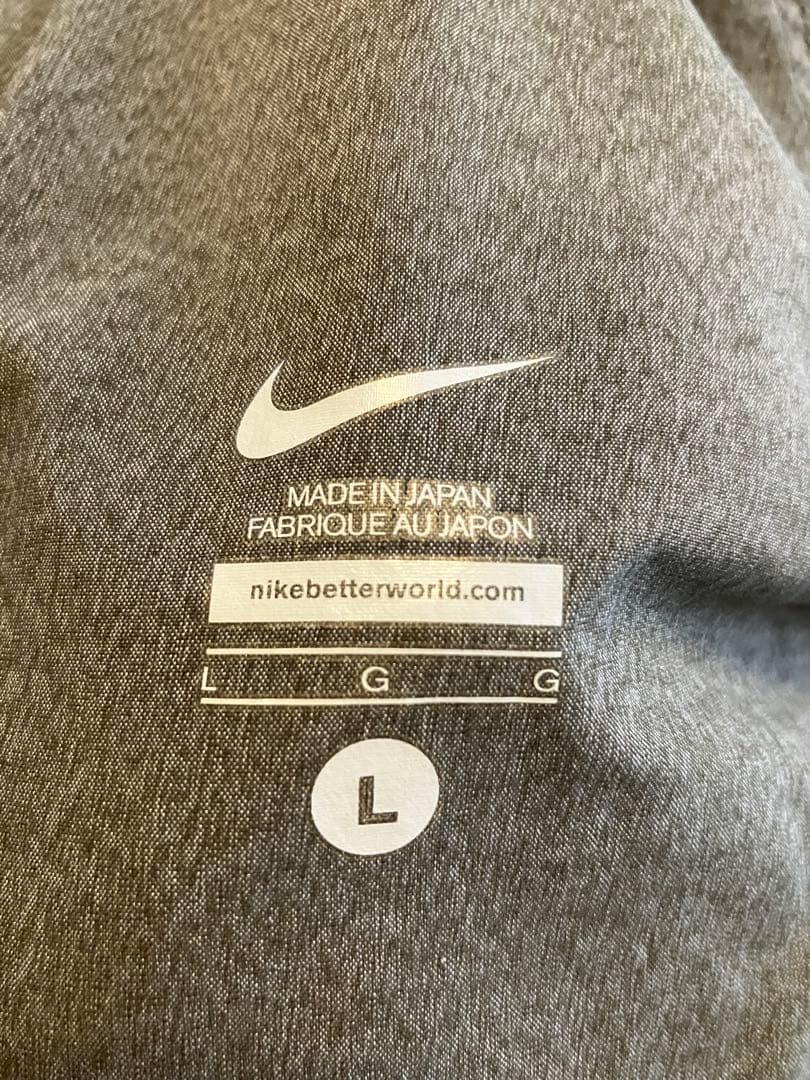 MADE IN JAPAN
FABRIQUE AU JAPON
nikebetterworld.com
L G G
L